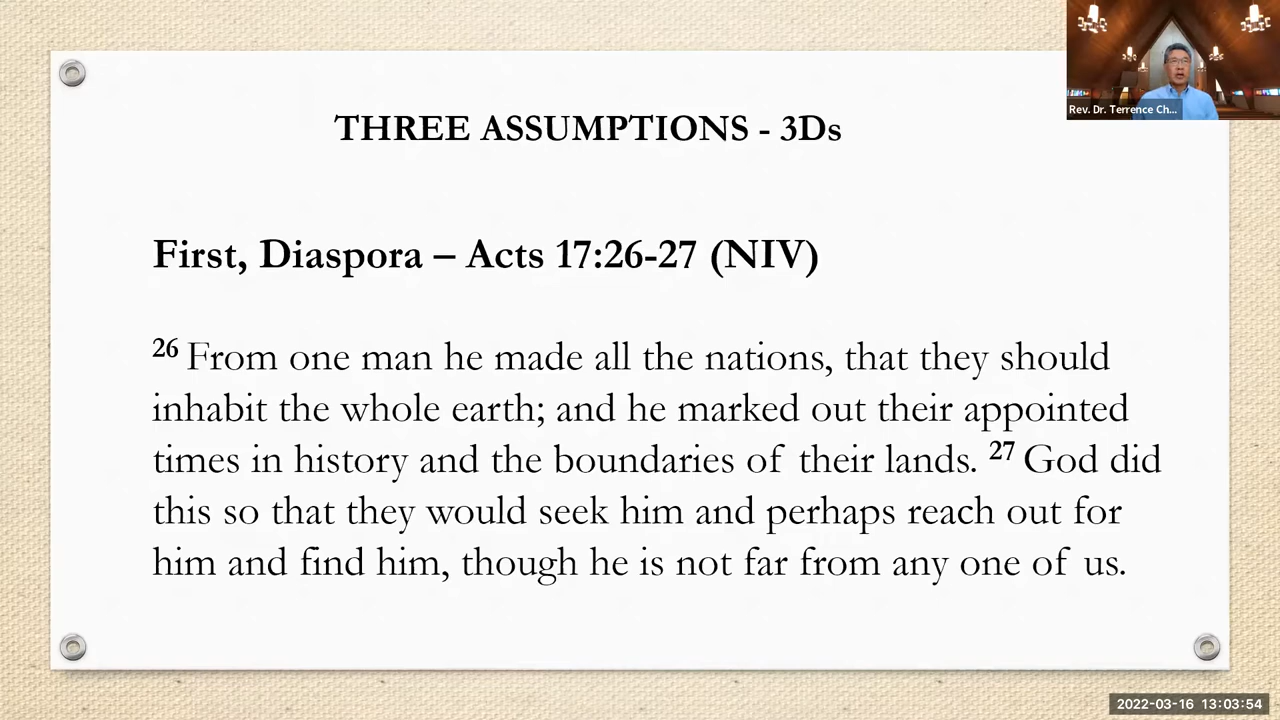 Rev. Dr. Terrence Ch...
THREE ASSUMPTIONS - 3Ds
First, Diaspora – Acts 17:26-27 (NIV)
26 From one man he made all the nations, that they should
inhabit the whole earth; and he marked out their appointed
times in history and the boundaries of their lands. 27 God did
this so that they would seek him and perhaps reach out for
him and find him, though he is not far from any one of us.
2022-03-16 13:03:54